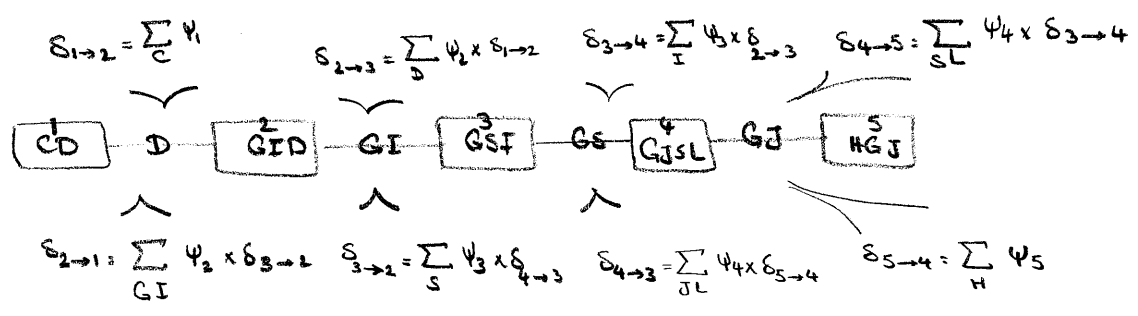 δ1→2 = Σ_C Ψ1
δ2→3 = Σ_D Ψ2 × δ1→2
δ3→4 = Σ_I Ψ3 × δ2→3
δ4→5 = Σ_SL Ψ4 × δ3→4
1 CD D 2 GID GI 3 GSI GS 4 GJSL GJ 5 HGJ
δ2→1 = Σ_GI Ψ2 × δ3→2
δ3→2 = Σ_S Ψ3 × δ4→3
δ4→3 = Σ_JL Ψ4 × δ5→4
δ5→4 = Σ_H Ψ5